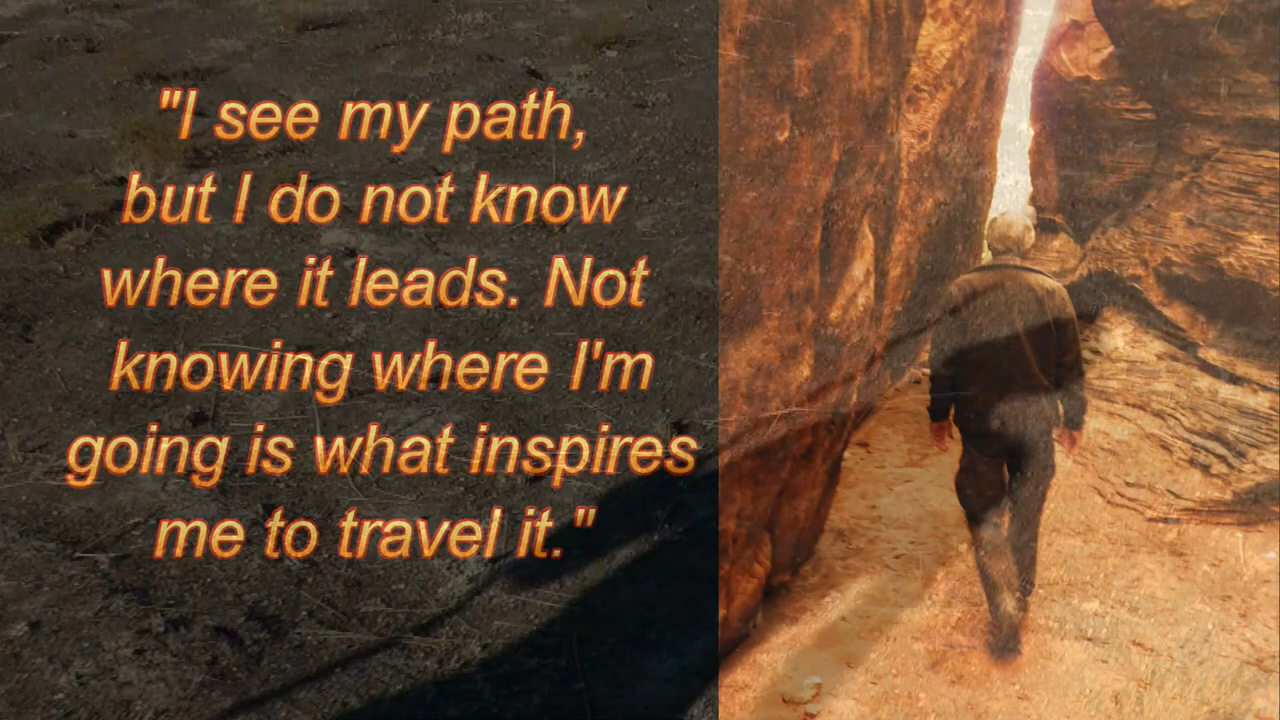 "I see my path,
but I do not know
where it leads. Not
knowing where I'm
going is what inspires
me to travel it."